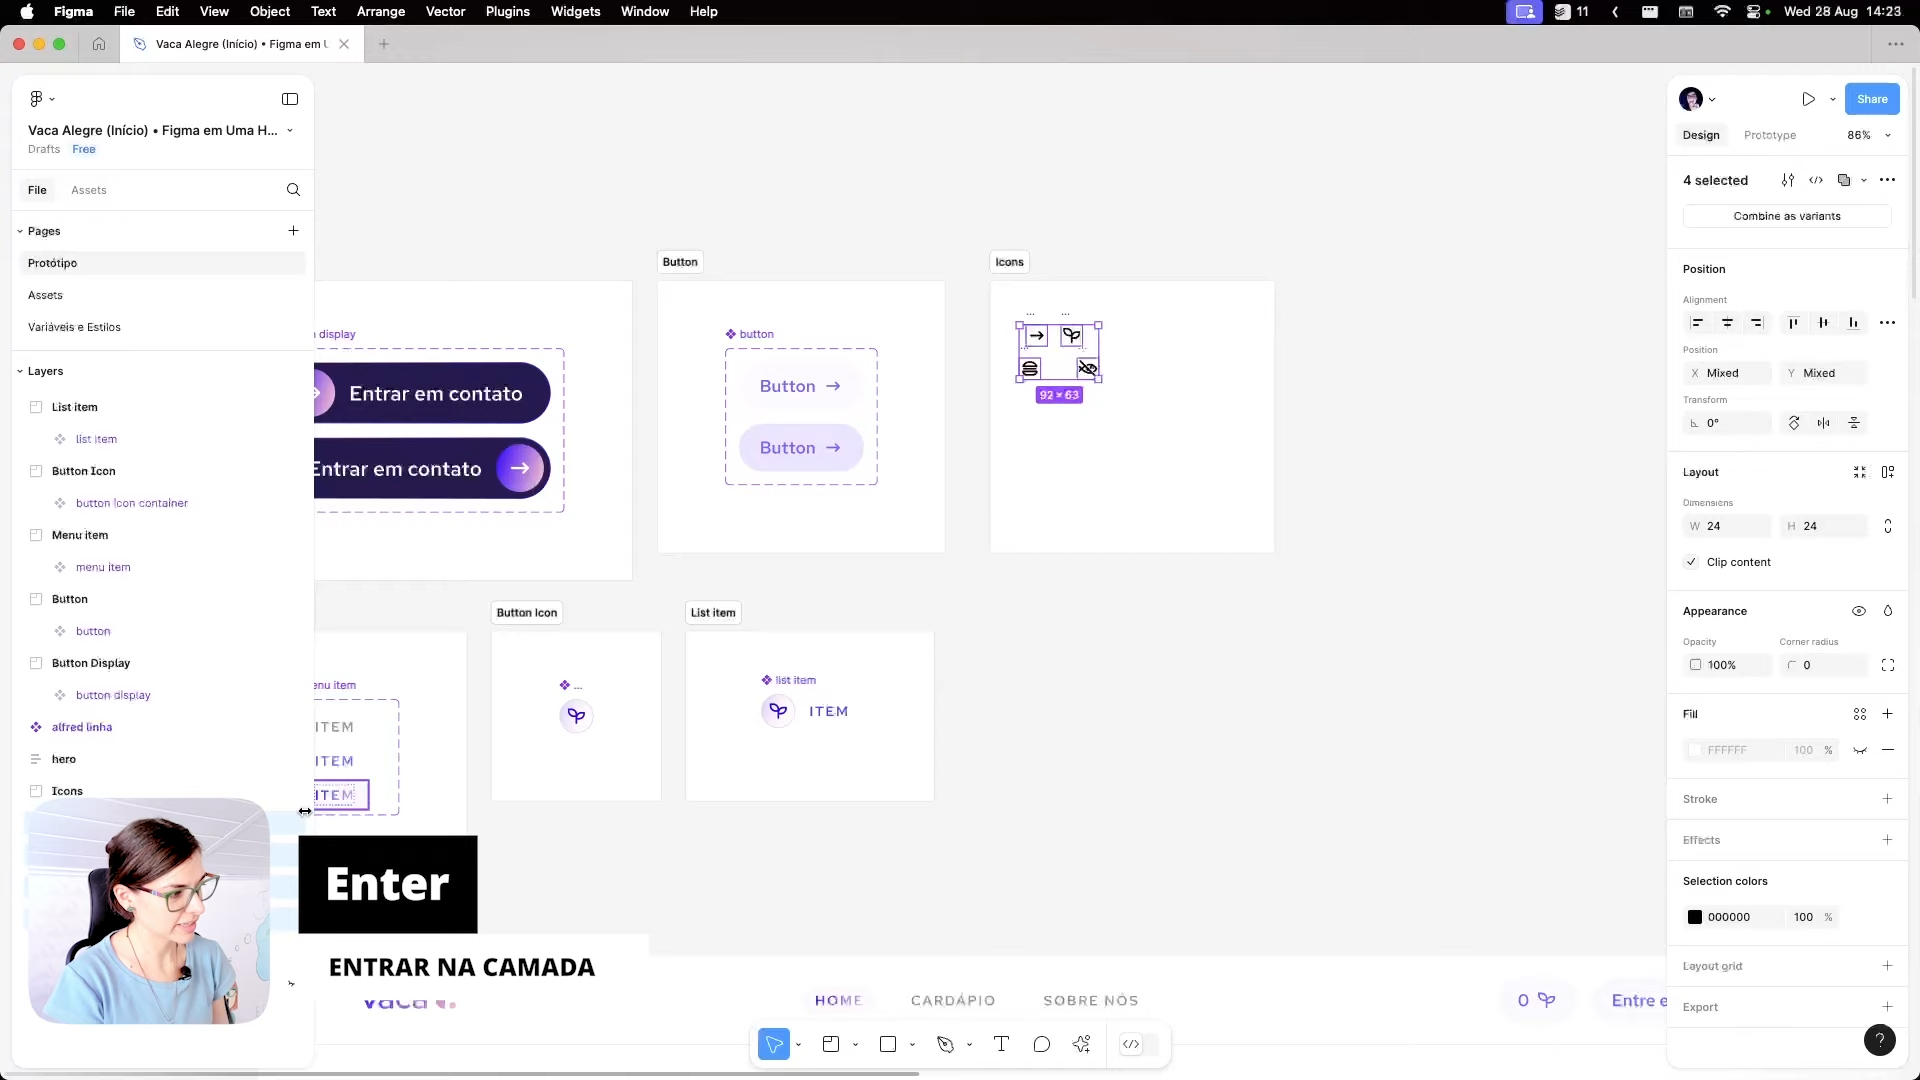 Figma File Edit View Object Text Arrange Vector Plugins Widgets Window Help
11
Wed 28 Aug 14:23
Vaca Alegre (Início) • Figma em U
Vaca Alegre (Início) • Figma em Uma H...
Drafts Free
File Assets
Pages
Protótipo
Assets
Variáveis e Estilos
Layers
List item
list item
Button Icon
button icon container
Menu item
menu item
Button
button
Button Display
button display
alfred linha
hero
Icons
display
Entrar em contato
Entrar em contato
Button
button
Button
Button
Icons
...
...
92 × 63
enu item
ITEM
ITEM
ITEM
Button Icon
...
List item
list item
ITEM
Enter
ENTRAR NA CAMADA
HOME CARDÁPIO SOBRE NÓS
0
Entre e
Share
Design Prototype 86%
4 selected
Combine as variants
Position
Alignment
Position
X Mixed Y Mixed
Transform
0°
Layout
Dimensions
W 24 H 24
Clip content
Appearance
Opacity Corner radius
100% 0
Fill
FFFFFF 100 %
Stroke
Effects
Selection colors
000000 100 %
Layout grid
Export
?